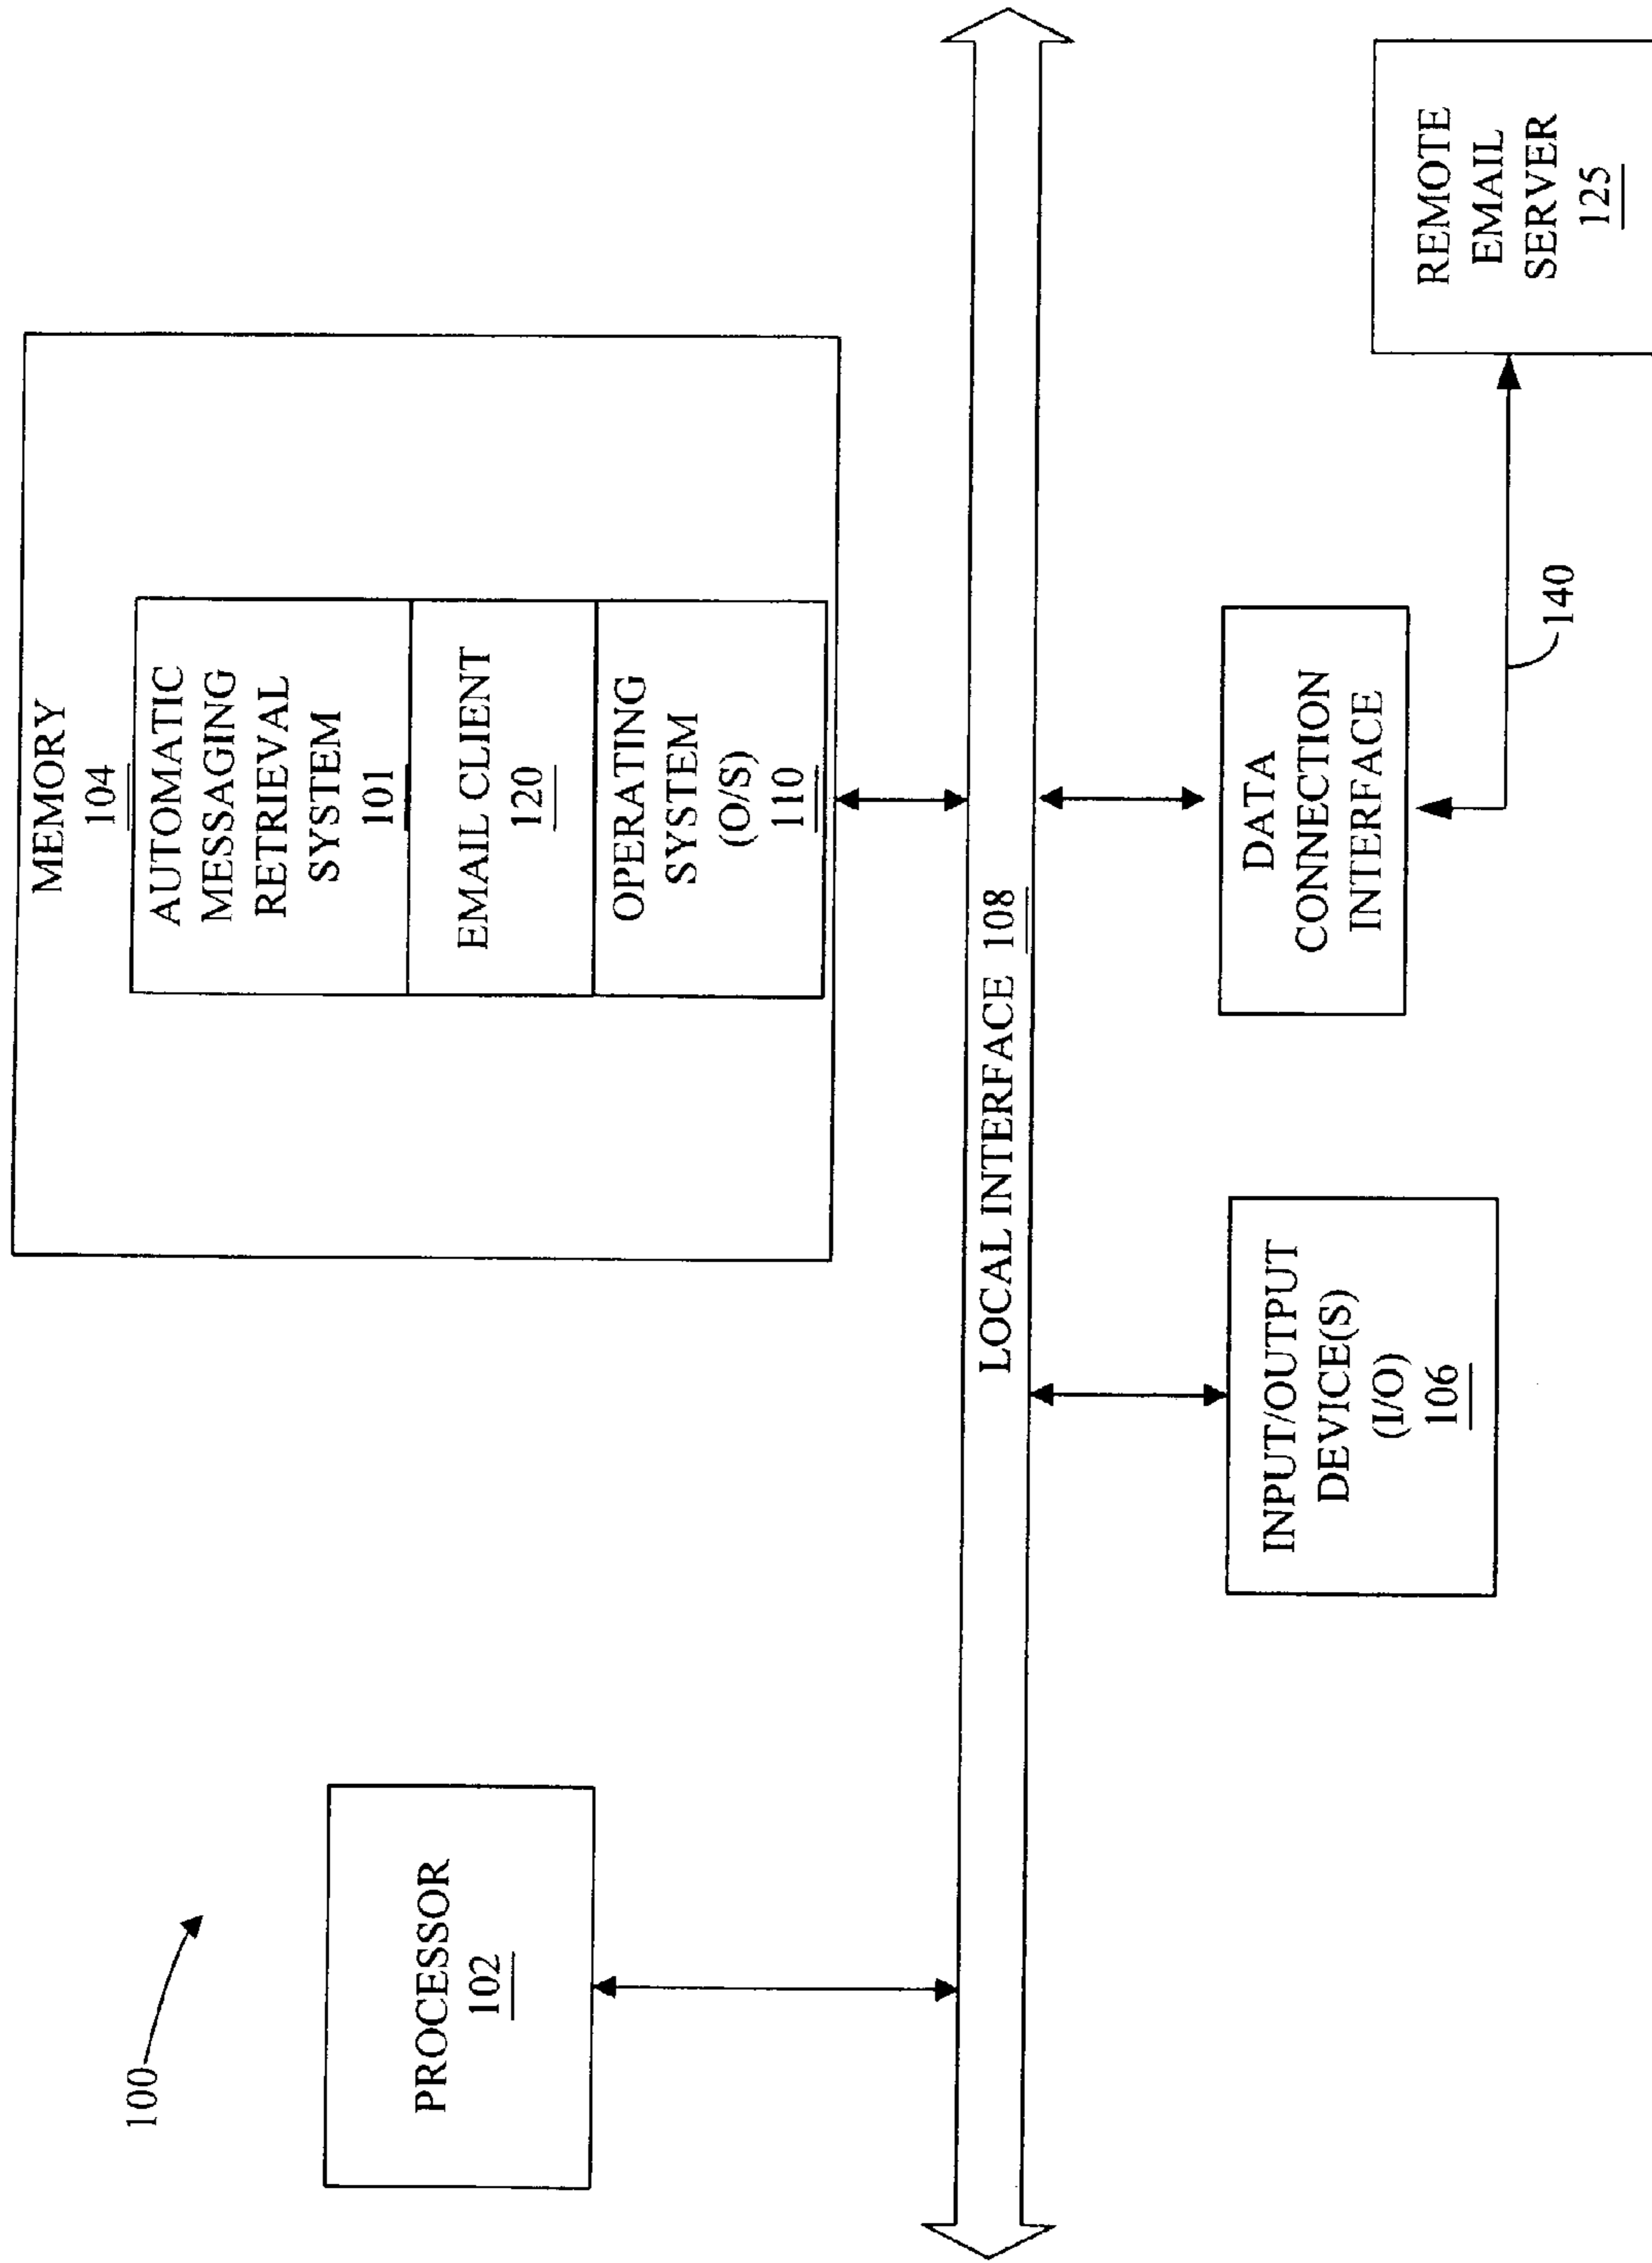 100
PROCESSOR
102
MEMORY
104
AUTOMATIC
MESSAGING
RETRIEVAL
SYSTEM
101
EMAIL CLIENT
120
OPERATING
SYSTEM
(O/S)
110
LOCAL INTERFACE 108
INPUT/OUTPUT
DEVICE(S)
(I/O)
106
DATA
CONNECTION
INTERFACE
140
REMOTE
EMAIL
SERVER
125